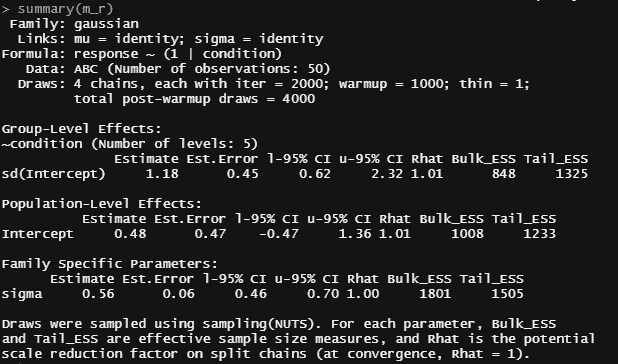 > summary(m_r)
 Family: gaussian
  Links: mu = identity; sigma = identity
Formula: response ~ (1 | condition)
   Data: ABC (Number of observations: 50)
  Draws: 4 chains, each with iter = 2000; warmup = 1000; thin = 1;
         total post-warmup draws = 4000
Group-Level Effects:
~condition (Number of levels: 5)
              Estimate Est.Error l-95% CI u-95% CI Rhat Bulk_ESS Tail_ESS
sd(Intercept)     1.18      0.45     0.62     2.32 1.01      848     1325
Population-Level Effects:
          Estimate Est.Error l-95% CI u-95% CI Rhat Bulk_ESS Tail_ESS
Intercept     0.48      0.47    -0.47     1.36 1.01     1008     1233
Family Specific Parameters:
      Estimate Est.Error l-95% CI u-95% CI Rhat Bulk_ESS Tail_ESS
sigma     0.56      0.06     0.46     0.70 1.00     1801     1505
Draws were sampled using sampling(NUTS). For each parameter, Bulk_ESS
and Tail_ESS are effective sample size measures, and Rhat is the potential
scale reduction factor on split chains (at convergence, Rhat = 1).